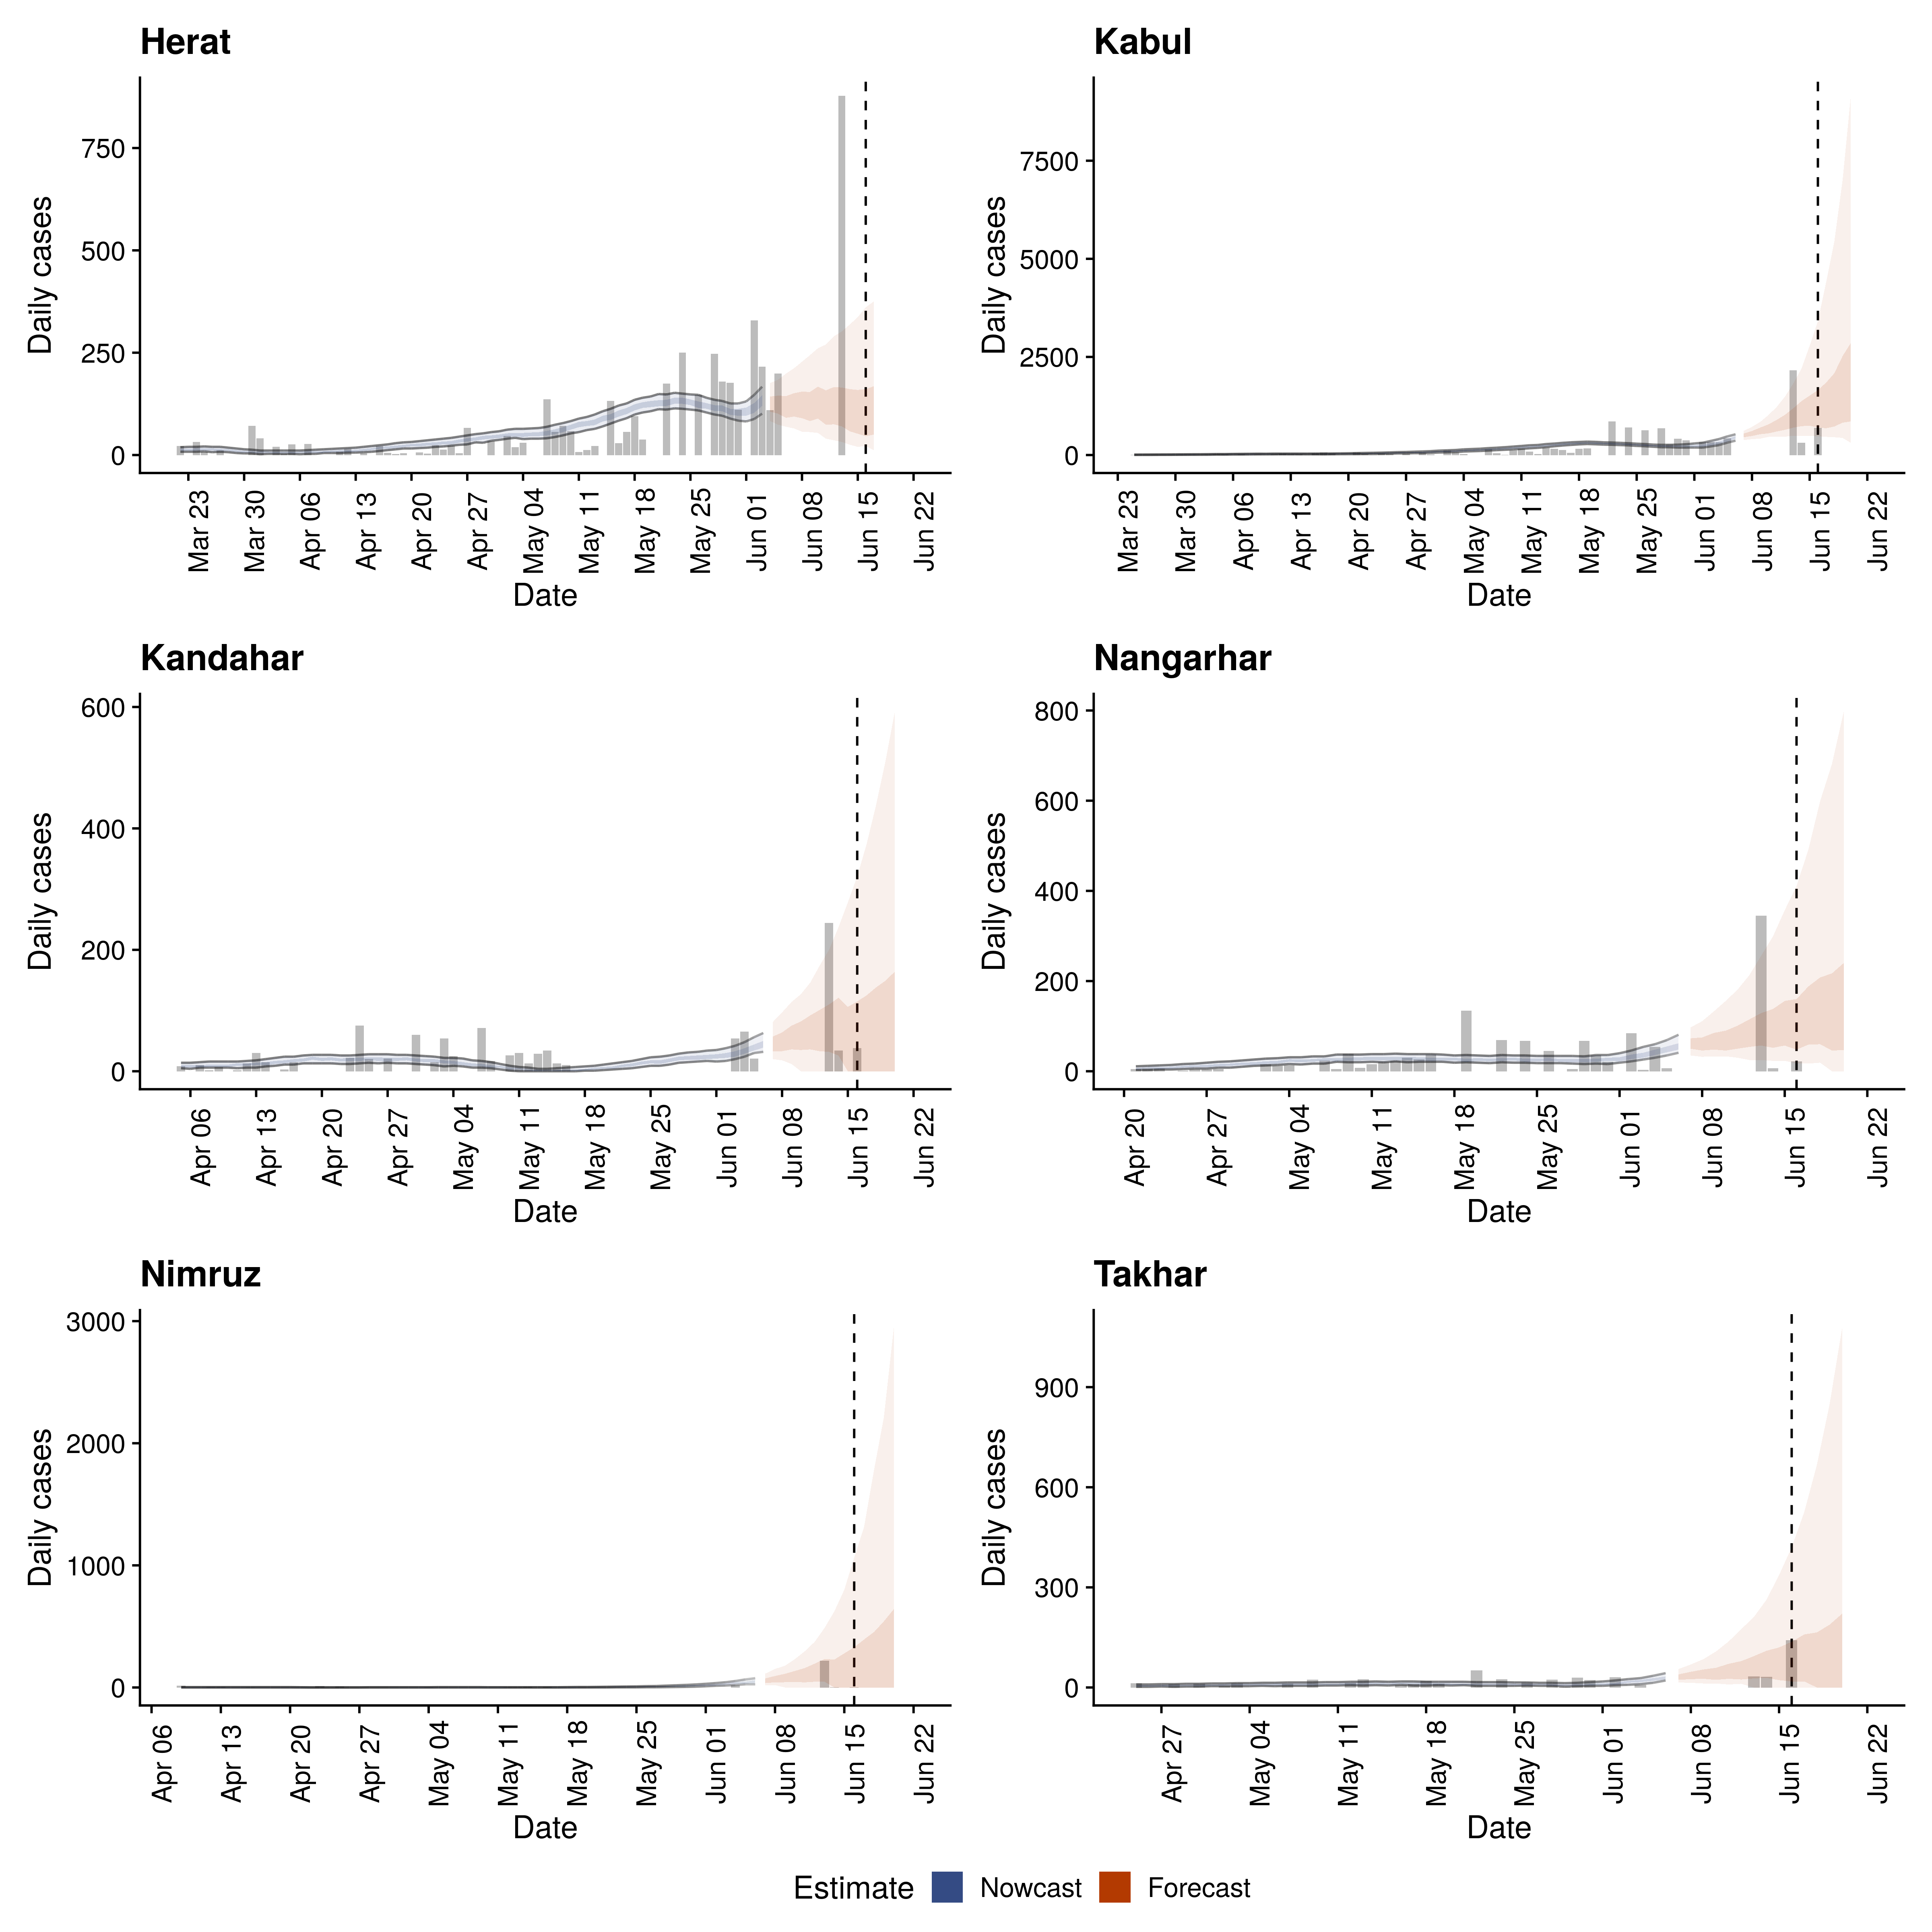 Herat
Daily cases
750
500
250
0
Mar 23
Mar 30
Apr 06
Apr 13
Apr 20
Apr 27
May 04
May 11
May 18
May 25
Jun 01
Jun 08
Jun 15
Jun 22
Date
Kabul
Daily cases
7500
5000
2500
0
Mar 23
Mar 30
Apr 06
Apr 13
Apr 20
Apr 27
May 04
May 11
May 18
May 25
Jun 01
Jun 08
Jun 15
Jun 22
Date
Kandahar
Daily cases
600
400
200
0
Apr 06
Apr 13
Apr 20
Apr 27
May 04
May 11
May 18
May 25
Jun 01
Jun 08
Jun 15
Jun 22
Date
Nangarhar
Daily cases
800
600
400
200
0
Apr 20
Apr 27
May 04
May 11
May 18
May 25
Jun 01
Jun 08
Jun 15
Jun 22
Date
Nimruz
Daily cases
3000
2000
1000
0
Apr 06
Apr 13
Apr 20
Apr 27
May 04
May 11
May 18
May 25
Jun 01
Jun 08
Jun 15
Jun 22
Date
Takhar
Daily cases
900
600
300
0
Apr 27
May 04
May 11
May 18
May 25
Jun 01
Jun 08
Jun 15
Jun 22
Date
Estimate Nowcast Forecast